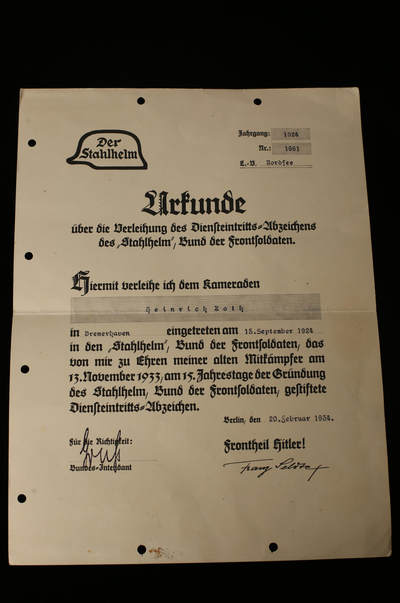 Der
Stahlhelm
Jahrgang: 1924
Nr.: 1661
L.-V. Nordsee
Urkunde
über die Verleihung des Diensteintritts-Abzeichens
des ‚Stahlhelm', Bund der Frontsoldaten.
Hiermit verleihe ich dem Kameraden
Heinrich
in Bremerhaven eingetreten am 15.September 1924
in den ‚Stahlhelm', Bund der Frontsoldaten, das
von mir zu Ehren meiner alten Mitkämpfer am
13. November 1933, am 15. Jahrestage der Gründung
des Stahlhelm, Bund der Frontsoldaten, gestiftete
Diensteintritts-Abzeichen.
Berlin, den 20.Februar 1934.
Für die Richtigkeit:
Frontheil Hitler!
Bundes-Intendant
Franz Seldte